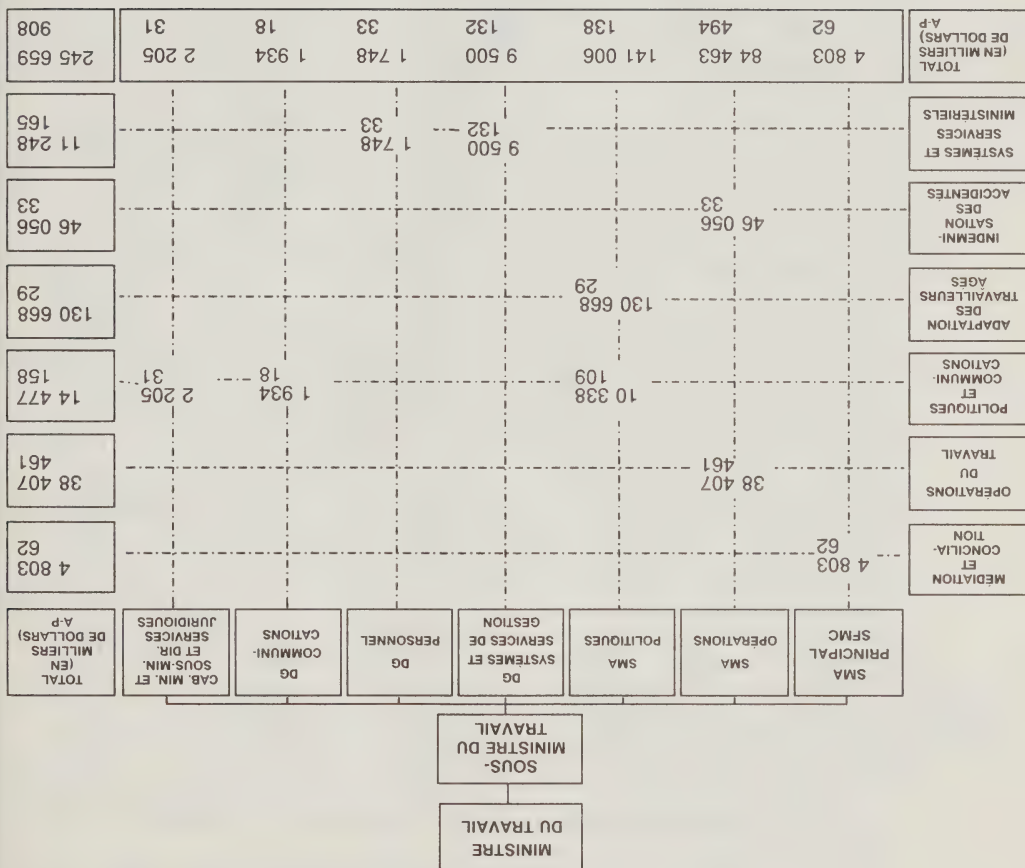 MINISTRE
DU TRAVAIL
SOUS-
MINISTRE DU
TRAVAIL
SMA
PRINCIPAL
SFMC
SMA
OPÉRATIONS
SMA
POLITIQUES
DG
SYSTÈMES ET
SERVICES DE
GESTION
DG
PERSONNEL
DG
COMMUNI-
CATIONS
CAB. MIN. ET
SOUS-MIN.
ET DIR.
SERVICES
JURIDIQUES
TOTAL
(EN
MILLIERS
DE DOLLARS)
A-P
MÉDIATION
ET
CONCILIA-
TION
4 803
62
4 803
62
OPÉRATIONS
DU
TRAVAIL
38 407
461
38 407
461
POLITIQUES
ET
COMMUNI-
CATIONS
10 338
109
1 934
18
2 205
31
14 477
158
ADAPTATION
DES
TRAVAILLEURS
ÂGÉS
130 668
29
130 668
29
INDEMNI-
SATION
DES
ACCIDENTÉS
46 056
33
46 056
33
SYSTÈMES ET
SERVICES
MINISTÉRIELS
9 500
132
1 748
33
11 248
165
TOTAL
(EN MILLIERS
DE DOLLARS)
A-P
4 803
62
84 463
494
141 006
138
9 500
132
1 748
33
1 934
18
2 205
31
245 659
908